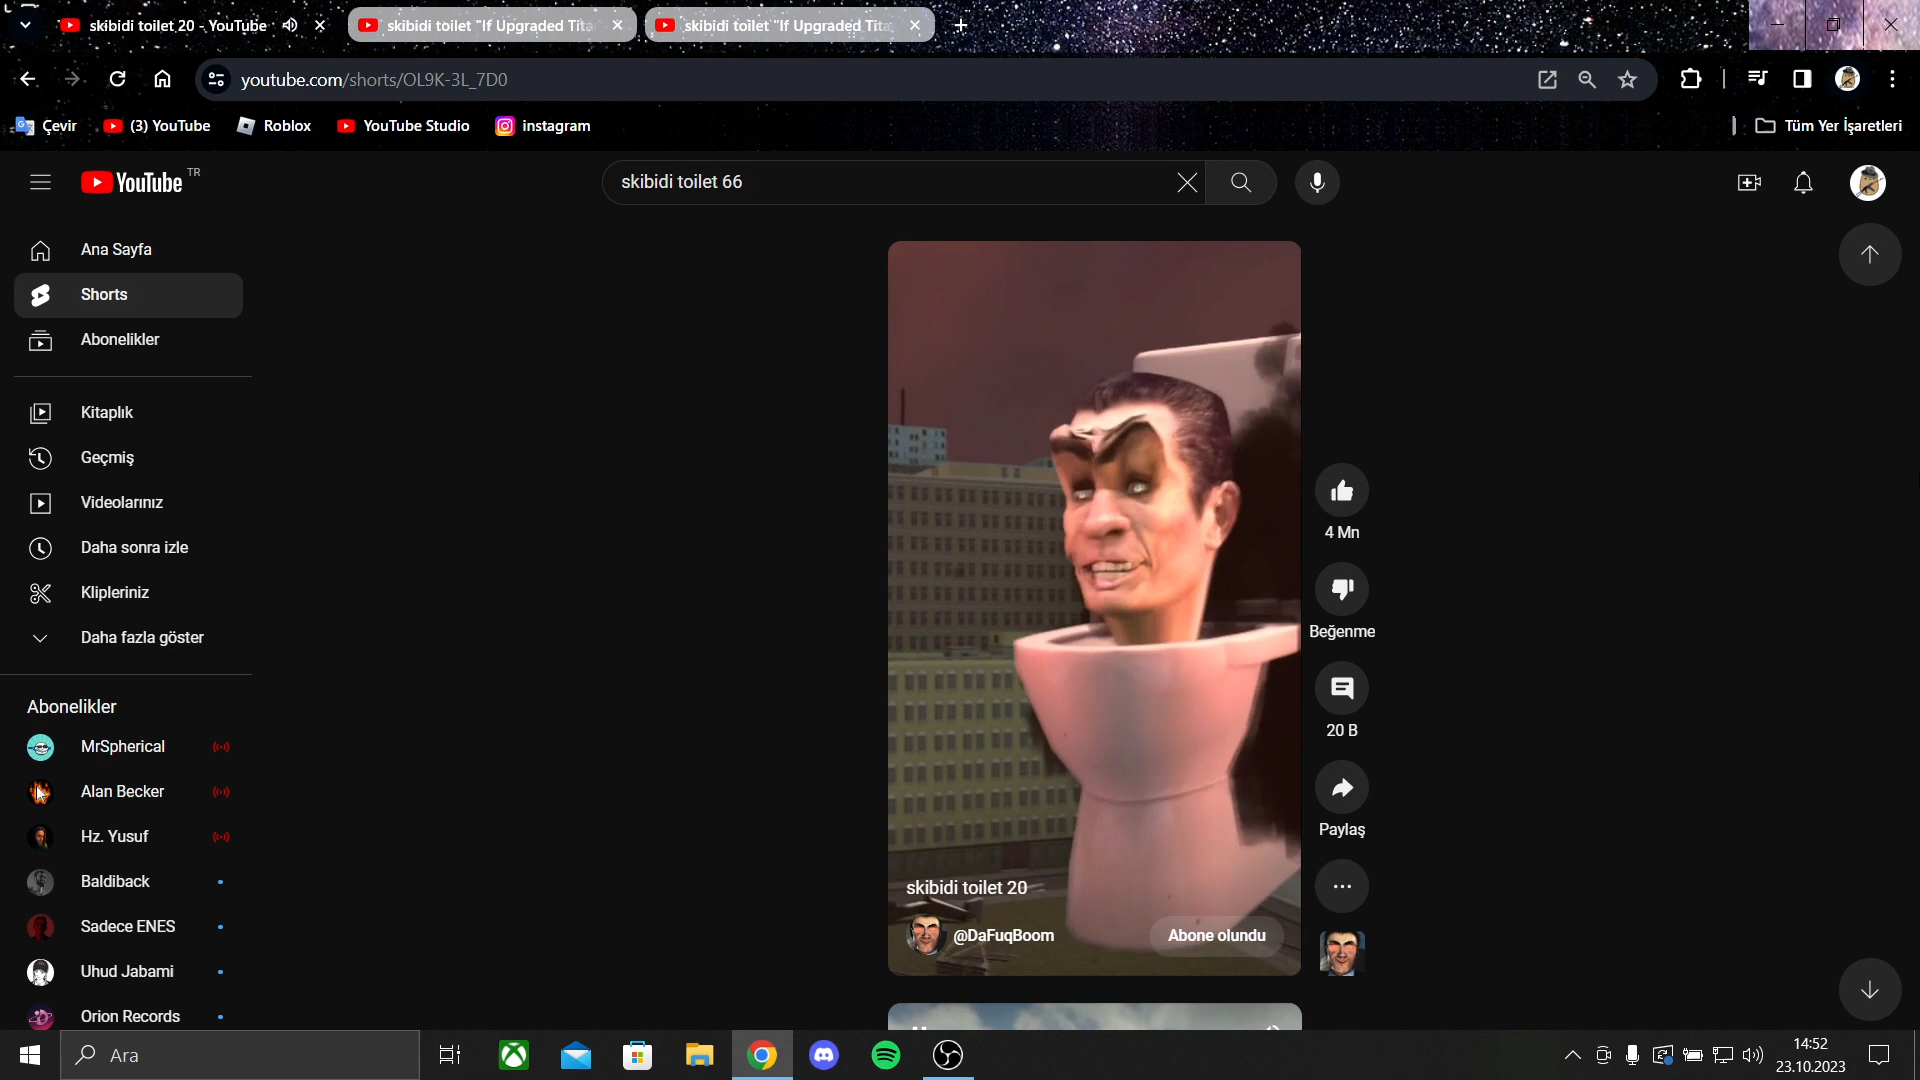 skibidi toilet 20 - YouTube
skibidi toilet "If Upgraded Tita
skibidi toilet "If Upgraded Tita
youtube.com/shorts/OL9K-3L_7D0
Çevir
(3) YouTube
Roblox
YouTube Studio
instagram
Tüm Yer İşaretleri
YouTube TR
skibidi toilet 66
Ana Sayfa
Shorts
Abonelikler
Kitaplık
Geçmiş
Videolarınız
Daha sonra izle
Klipleriniz
Daha fazla göster
Abonelikler
MrSpherical
Alan Becker
Hz. Yusuf
Baldiback
Sadece ENES
Uhud Jabami
Orion Records
4 Mn
Beğenme
20 B
Paylaş
skibidi toilet 20
@DaFuqBoom
Abone olundu
Ara
14:52
23.10.2023